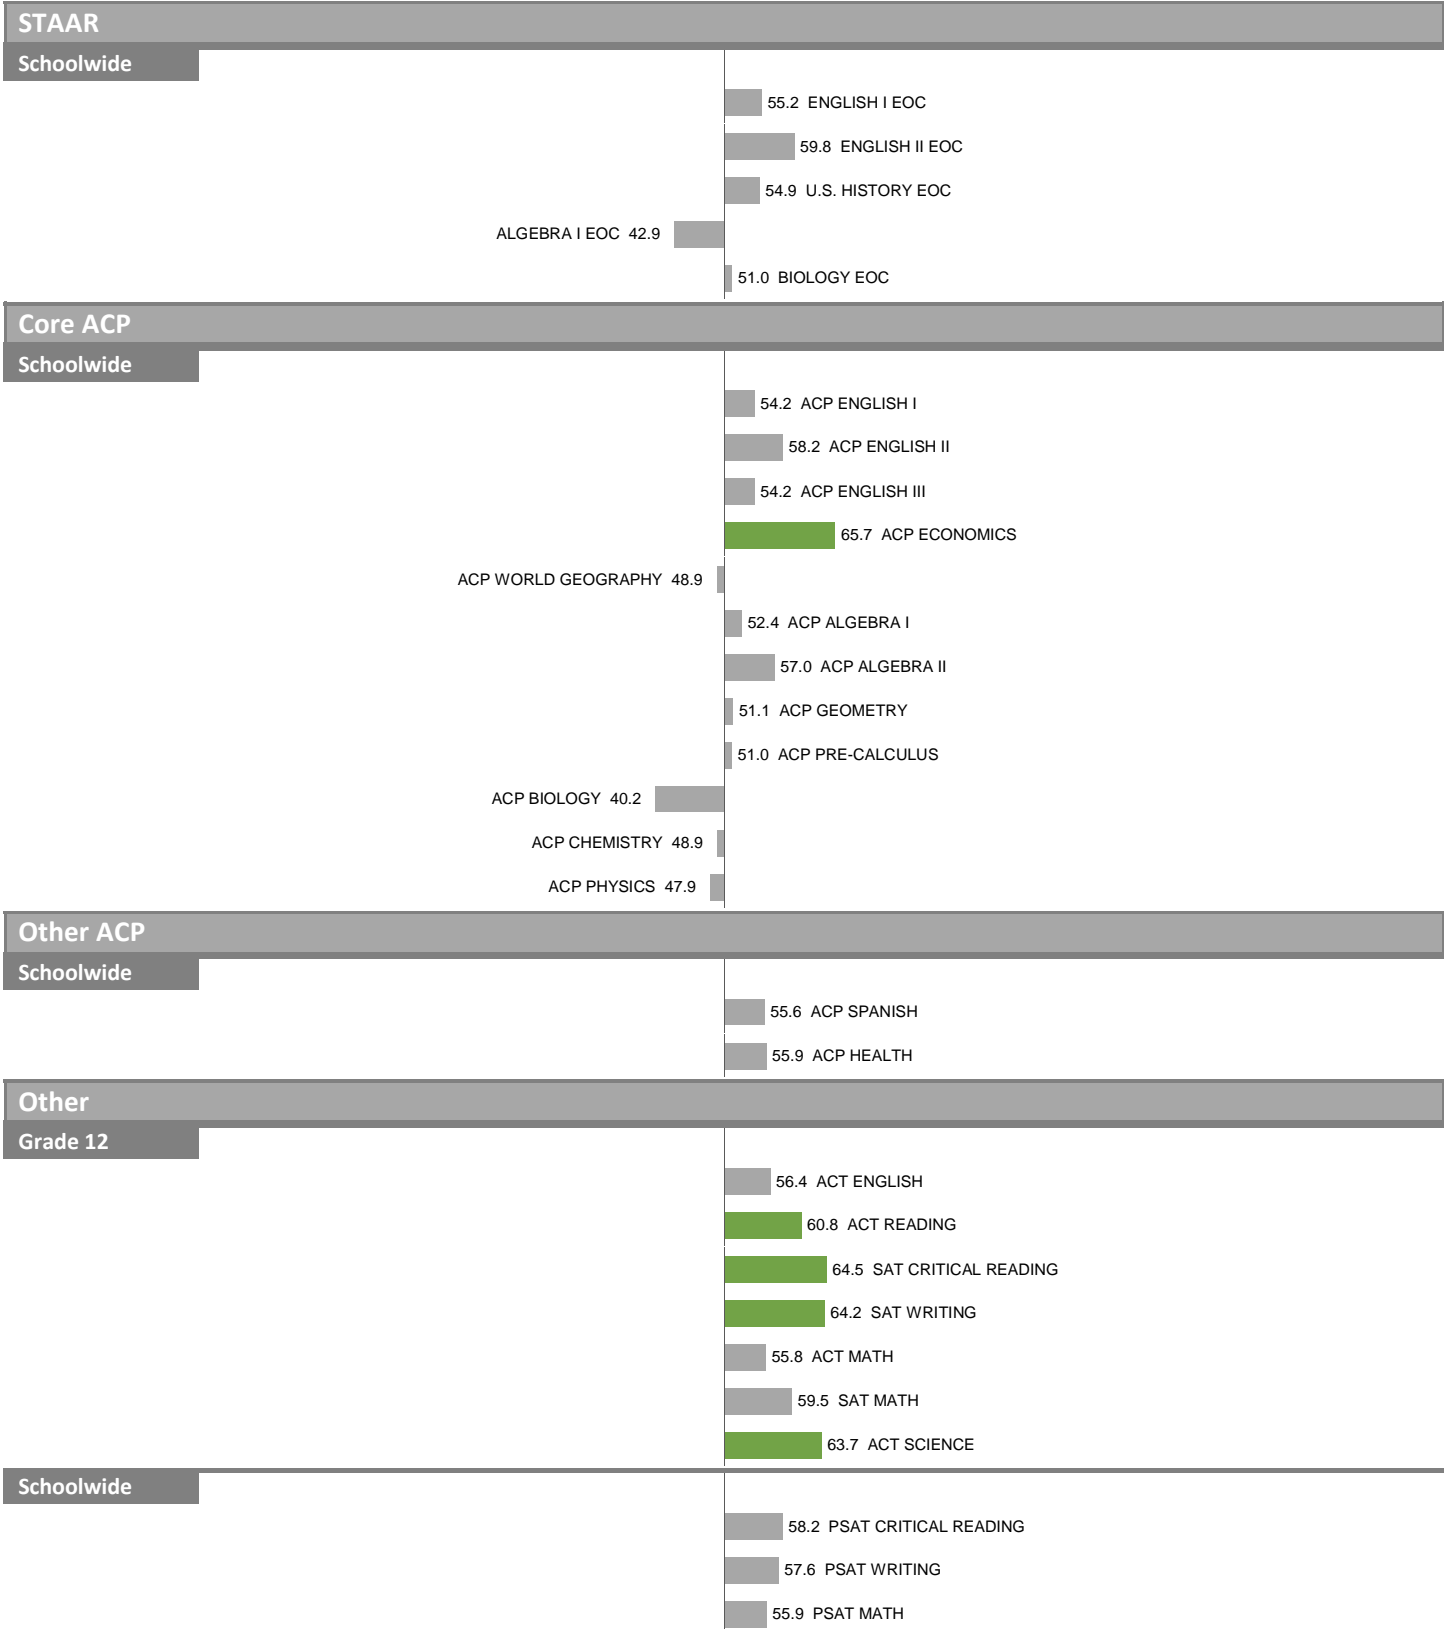 STAAR
Schoolwide
55.2 ENGLISH I EOC
59.8 ENGLISH II EOC
54.9 U.S. HISTORY EOC
ALGEBRA I EOC 42.9
51.0 BIOLOGY EOC
Core ACP
Schoolwide
54.2 ACP ENGLISH I
58.2 ACP ENGLISH II
54.2 ACP ENGLISH III
65.7 ACP ECONOMICS
ACP WORLD GEOGRAPHY 48.9
52.4 ACP ALGEBRA I
57.0 ACP ALGEBRA II
51.1 ACP GEOMETRY
51.0 ACP PRE-CALCULUS
ACP BIOLOGY 40.2
ACP CHEMISTRY 48.9
ACP PHYSICS 47.9
Other ACP
Schoolwide
55.6 ACP SPANISH
55.9 ACP HEALTH
Other
Grade 12
56.4 ACT ENGLISH
60.8 ACT READING
64.5 SAT CRITICAL READING
64.2 SAT WRITING
55.8 ACT MATH
59.5 SAT MATH
63.7 ACT SCIENCE
Schoolwide
58.2 PSAT CRITICAL READING
57.6 PSAT WRITING
55.9 PSAT MATH